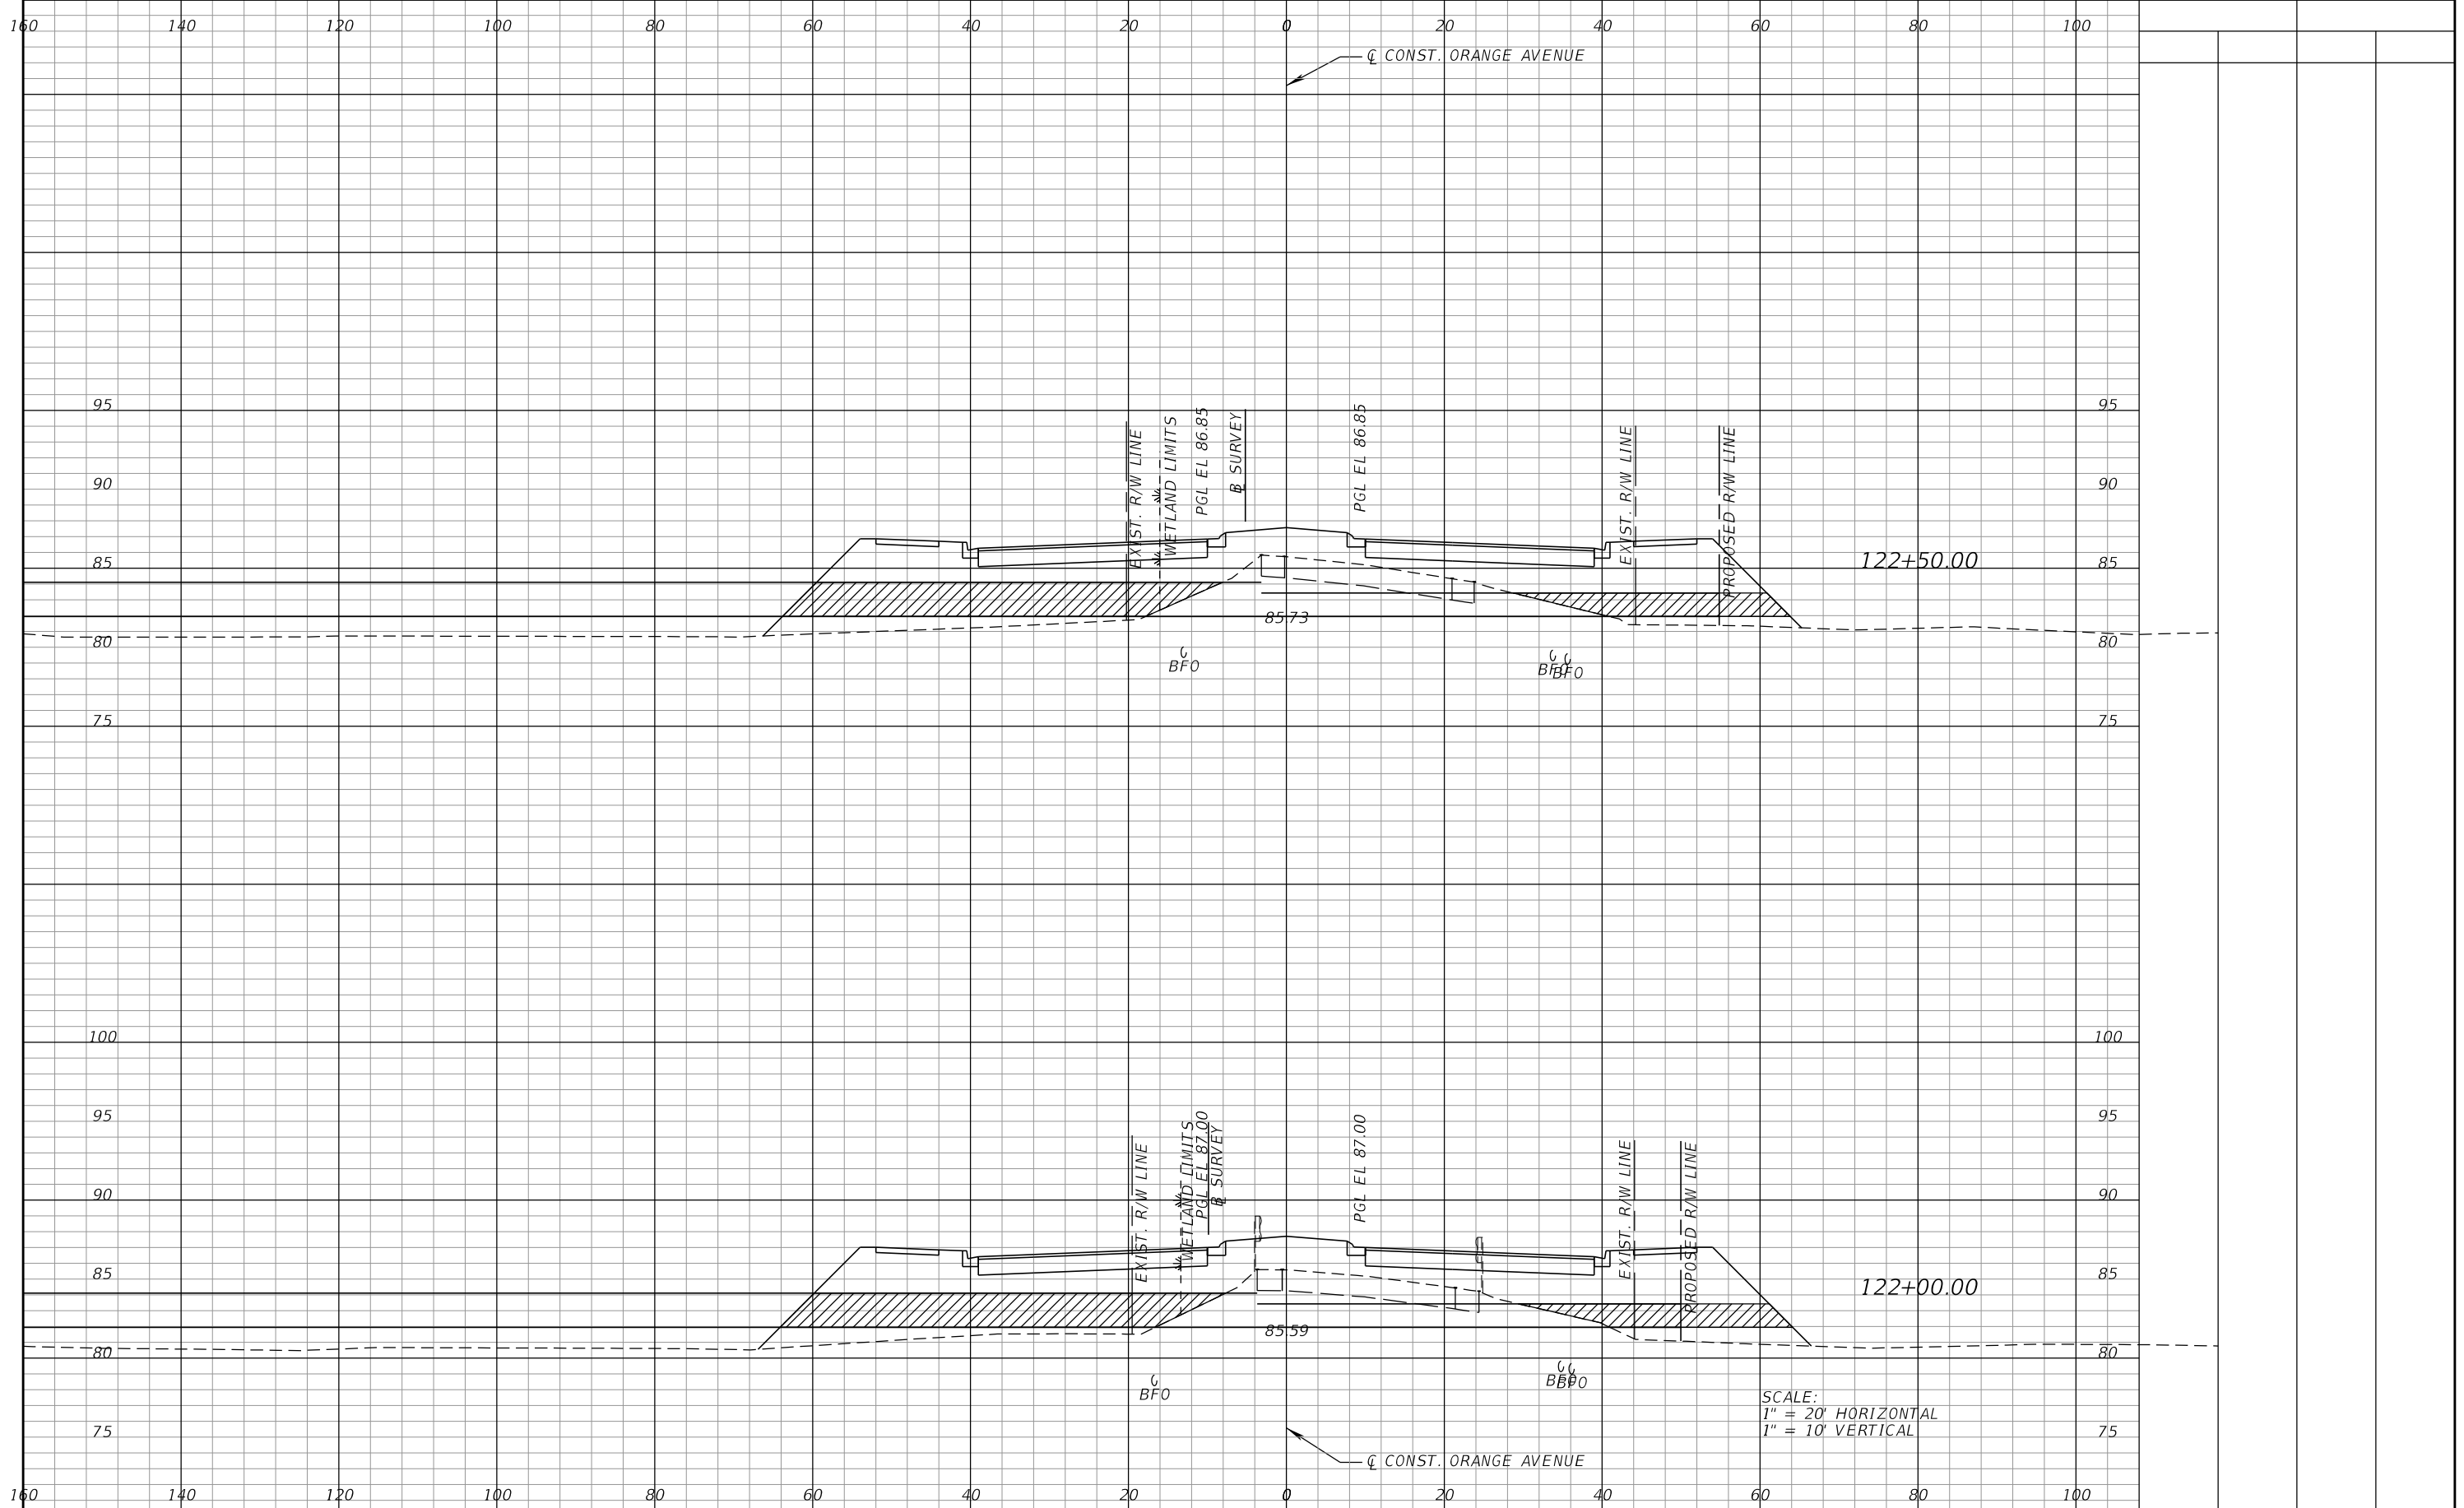 160 140 120 100 80 60 40 20 0 20 40 60 80 100
℄ CONST. ORANGE AVENUE
95 95
90 90
85 85
80 80
75 75
EXIST. R/W LINE
WETLAND LIMITS
PGL EL 86.85
B̵L SURVEY
PGL EL 86.85
EXIST. R/W LINE
PROPOSED R/W LINE
122+50.00
85.73
BFO
BFO
BFO
100 100
95 95
90 90
85 85
80 80
75 75
EXIST. R/W LINE
WETLAND LIMITS
PGL EL 87.00
B̵L SURVEY
PGL EL 87.00
EXIST. R/W LINE
PROPOSED R/W LINE
122+00.00
85.59
BFO
BFO
BFO
SCALE:
1" = 20' HORIZONTAL
1" = 10' VERTICAL
℄ CONST. ORANGE AVENUE
160 140 120 100 80 60 40 20 0 20 40 60 80 100